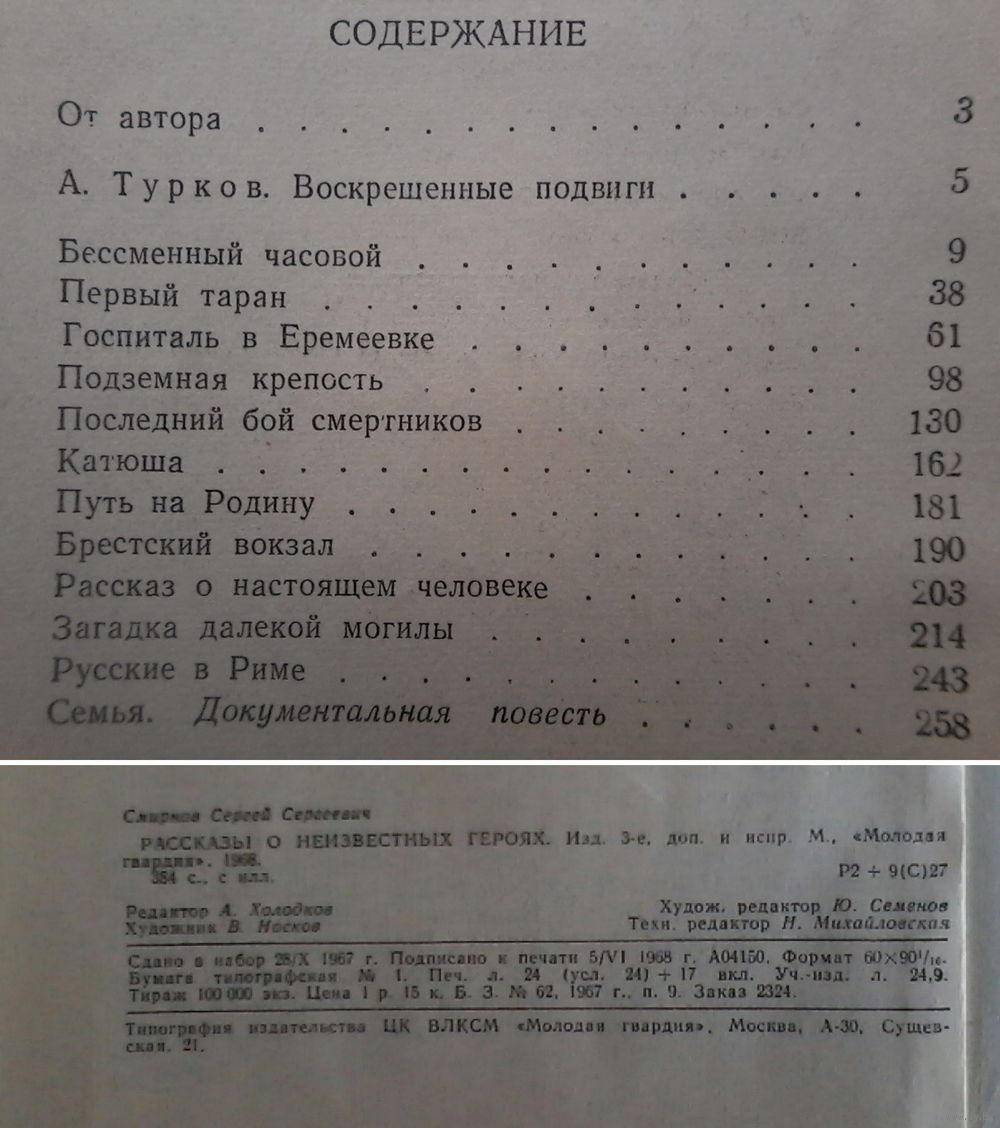 СОДЕРЖАНИЕ
От автора . . . . . . . . . . . . . . . 3
А. Турков. Воскрешенные подвиги . . . . . 5
Бессменный часовой . . . . . . . . . . . 9
Первый таран . . . . . . . . . . . . . 38
Госпиталь в Еремеевке . . . . . . . . . . 61
Подземная крепость . . . . . . . . . . . 98
Последний бой смертников . . . . . . . . . 130
Катюша . . . . . . . . . . . . . . . . 162
Путь на Родину . . . . . . . . . . . . . 181
Брестский вокзал . . . . . . . . . . . . 190
Рассказ о настоящем человеке . . . . . . . 203
Загадка далекой могилы . . . . . . . . . . 214
Русские в Риме . . . . . . . . . . . . . 243
Семья. Документальная повесть . . . . . . 258
Смирнов Сергей Сергеевич
РАССКАЗЫ О НЕИЗВЕСТНЫХ ГЕРОЯХ. Изд. 3-е, доп. и испр. М., «Молодая
гвардия», 1968.
384 с., с илл.
Р2 + 9(С)27
Редактор А. Холодков
Художник В. Носков
Худож. редактор Ю. Семенов
Техн. редактор Н. Михайловская
Сдано в набор 28/X 1967 г. Подписано к печати 5/VI 1968 г. А04150. Формат 60×90¹/₁₆.
Бумага типографская № 1. Печ. л. 24 (усл. 24) + 17 вкл. Уч.-изд. л. 24,9.
Тираж 100 000 экз. Цена 1 р. 15 к. Б. З. № 62, 1967 г., п. 9. Заказ 2324.
Типография издательства ЦК ВЛКСМ «Молодая гвардия». Москва, А-30, Сущев-
ская, 21.